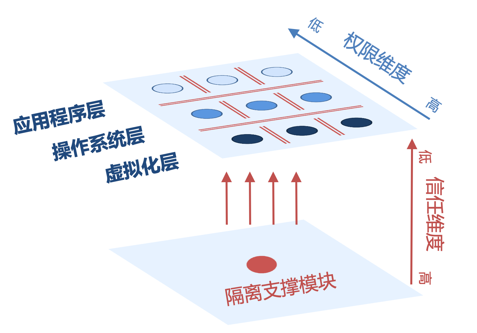 低
权限维度
高
应用程序层
操作系统层
虚拟化层
低
信任维度
高
隔离支撑模块